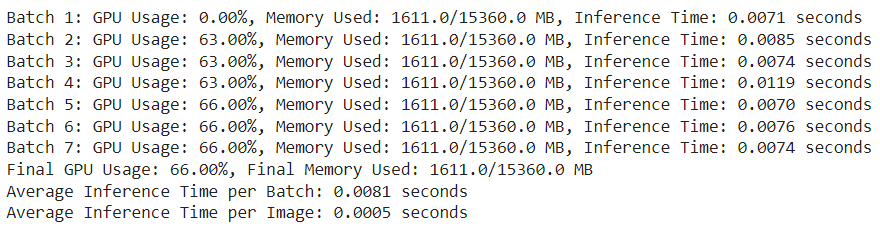 Batch 1: GPU Usage: 0.00%, Memory Used: 1611.0/15360.0 MB, Inference Time: 0.0071 seconds
Batch 2: GPU Usage: 63.00%, Memory Used: 1611.0/15360.0 MB, Inference Time: 0.0085 seconds
Batch 3: GPU Usage: 63.00%, Memory Used: 1611.0/15360.0 MB, Inference Time: 0.0074 seconds
Batch 4: GPU Usage: 63.00%, Memory Used: 1611.0/15360.0 MB, Inference Time: 0.0119 seconds
Batch 5: GPU Usage: 66.00%, Memory Used: 1611.0/15360.0 MB, Inference Time: 0.0070 seconds
Batch 6: GPU Usage: 66.00%, Memory Used: 1611.0/15360.0 MB, Inference Time: 0.0076 seconds
Batch 7: GPU Usage: 66.00%, Memory Used: 1611.0/15360.0 MB, Inference Time: 0.0074 seconds
Final GPU Usage: 66.00%, Final Memory Used: 1611.0/15360.0 MB
Average Inference Time per Batch: 0.0081 seconds
Average Inference Time per Image: 0.0005 seconds